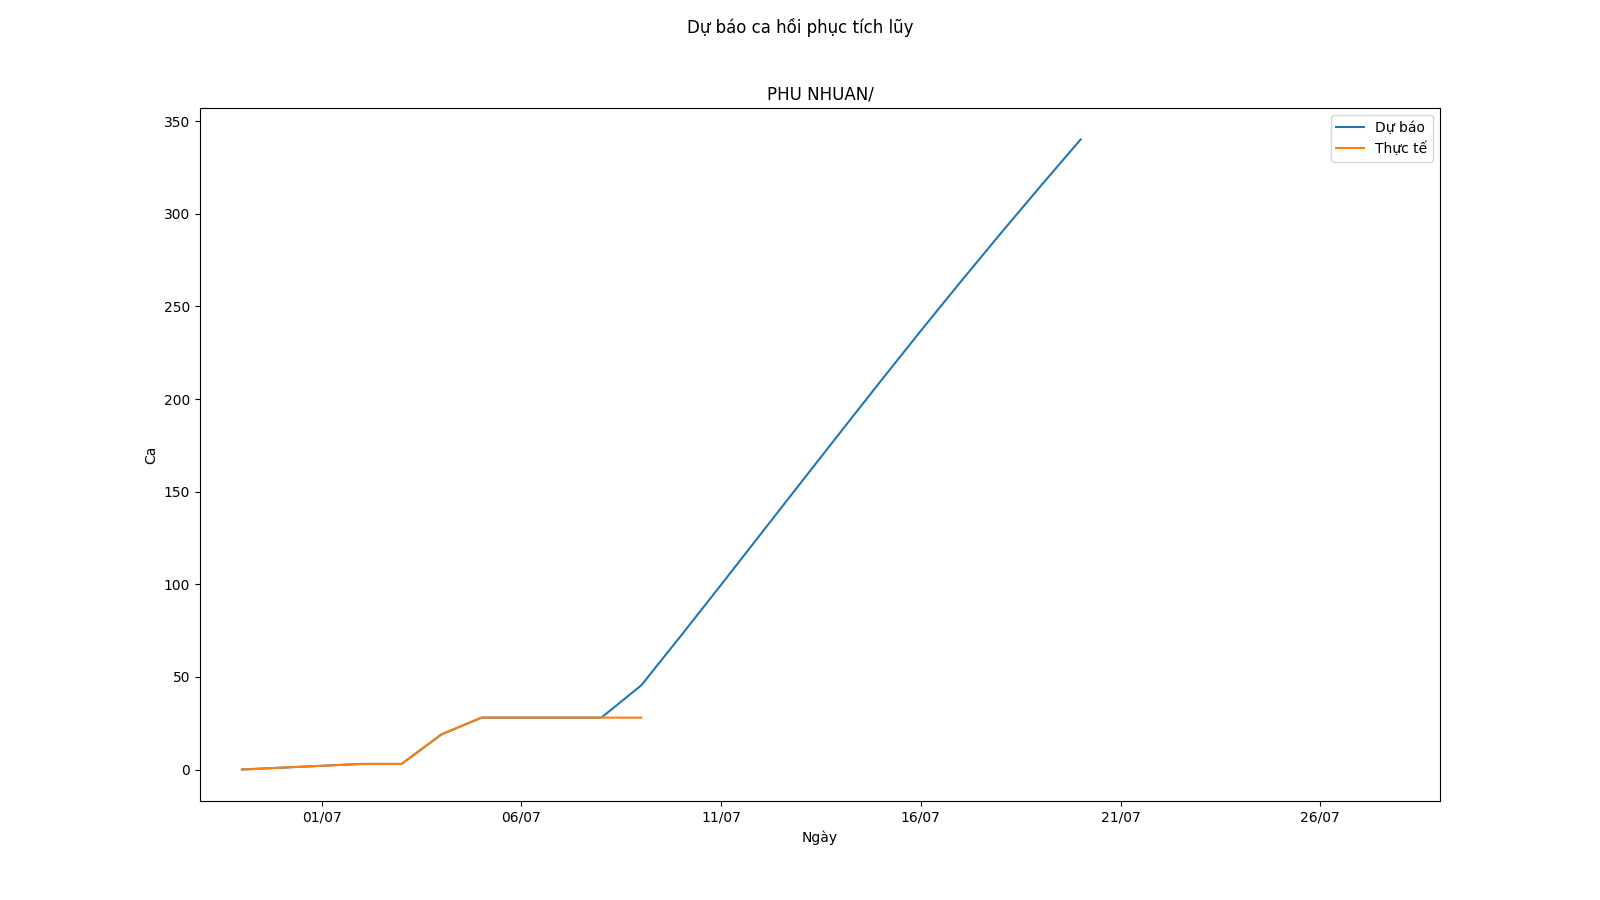 Dự báo ca hồi phục tích lũy
PHU NHUAN/
Dự báo
Thực tế
350
300
250
200
150
100
50
0
Ca
01/07
06/07
11/07
16/07
21/07
26/07
Ngày